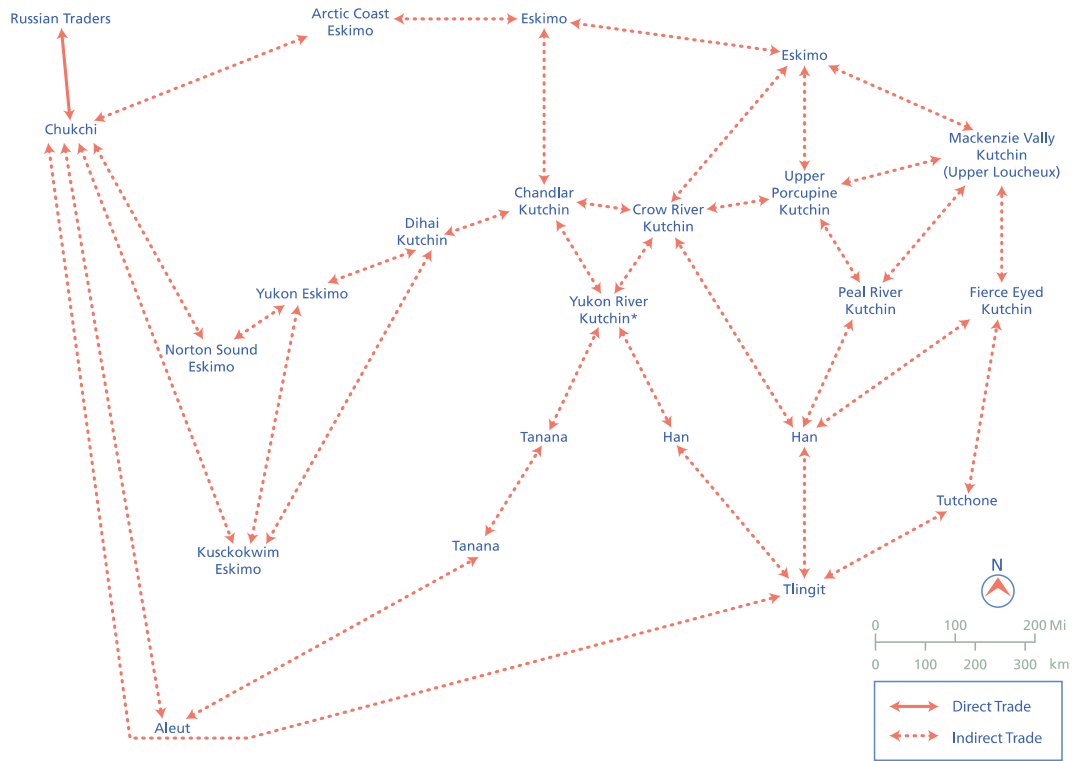 Russian Traders
Arctic Coast
Eskimo
Eskimo
Eskimo
Chukchi
Mackenzie Vally
Kutchin
(Upper Loucheux)
Chandlar
Kutchin
Crow River
Kutchin
Upper
Porcupine
Kutchin
Dihai
Kutchin
Yukon Eskimo
Yukon River
Kutchin*
Peal River
Kutchin
Fierce Eyed
Kutchin
Norton Sound
Eskimo
Tanana
Han
Han
Tutchone
Kusckokwim
Eskimo
Tanana
Tlingit
Aleut
N
0 100 200 Mi
0 100 200 300 km
Direct Trade
Indirect Trade